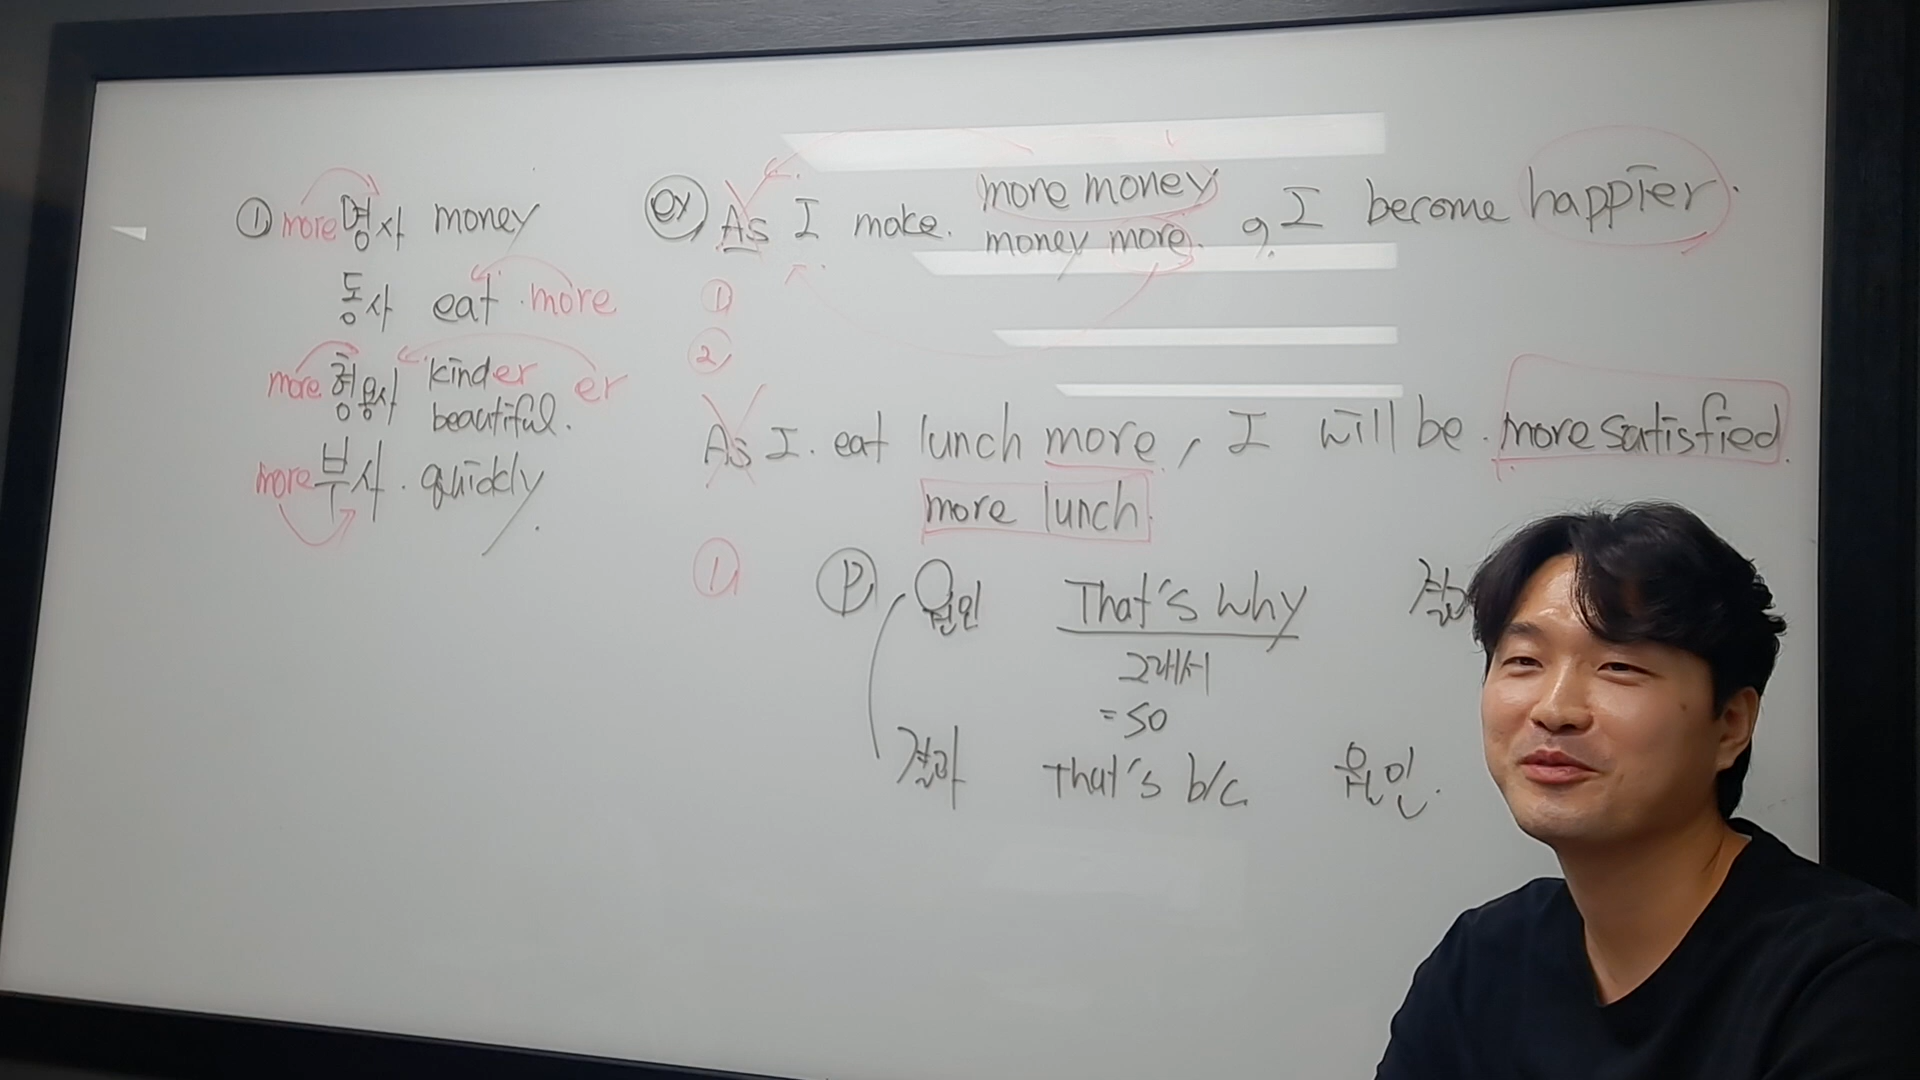 ① more 명사 money
동사 eat more
more 형용사 kinder er
beautiful.
more 부사. quickly
ex) As I make. more money , I become happier.
money more.
①
②
As I. eat lunch more, I will be. more satisfied.
more lunch.
①
P) 원인 That's why 결
그래서
= so
결과 That's b/c. 원인.